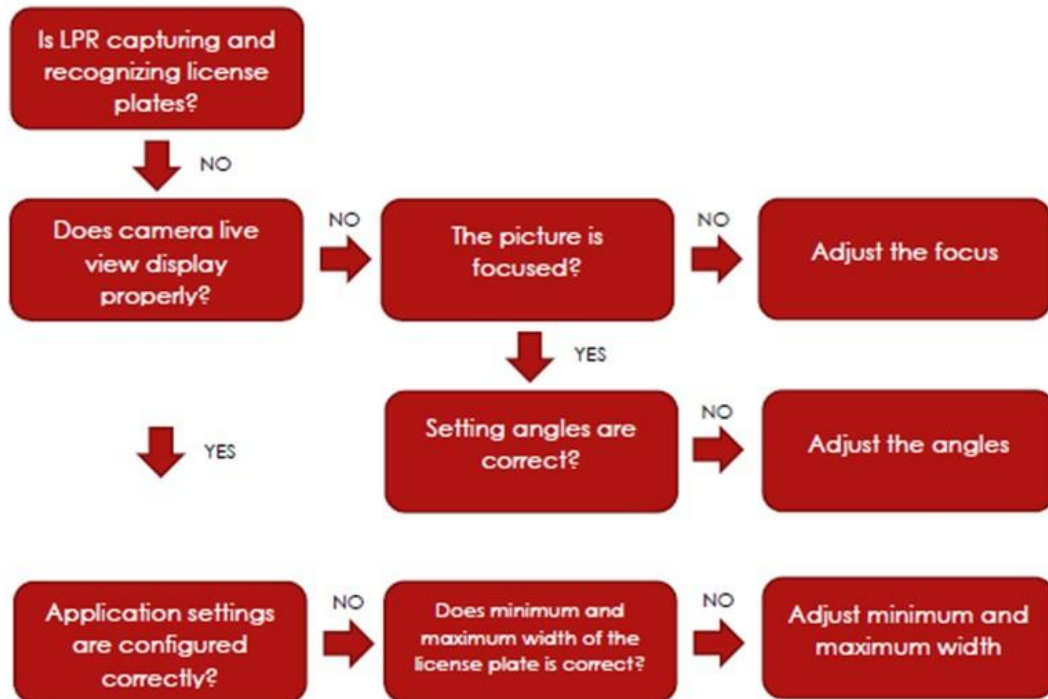 Is LPR capturing and
recognizing license
plates?
NO
Does camera live
view display
properly?
NO
The picture is
focused?
NO
Adjust the focus
YES
Setting angles are
correct?
NO
Adjust the angles
YES
Application settings
are configured
correctly?
NO
Does minimum and
maximum width of the
license plate is correct?
NO
Adjust minimum and
maximum width